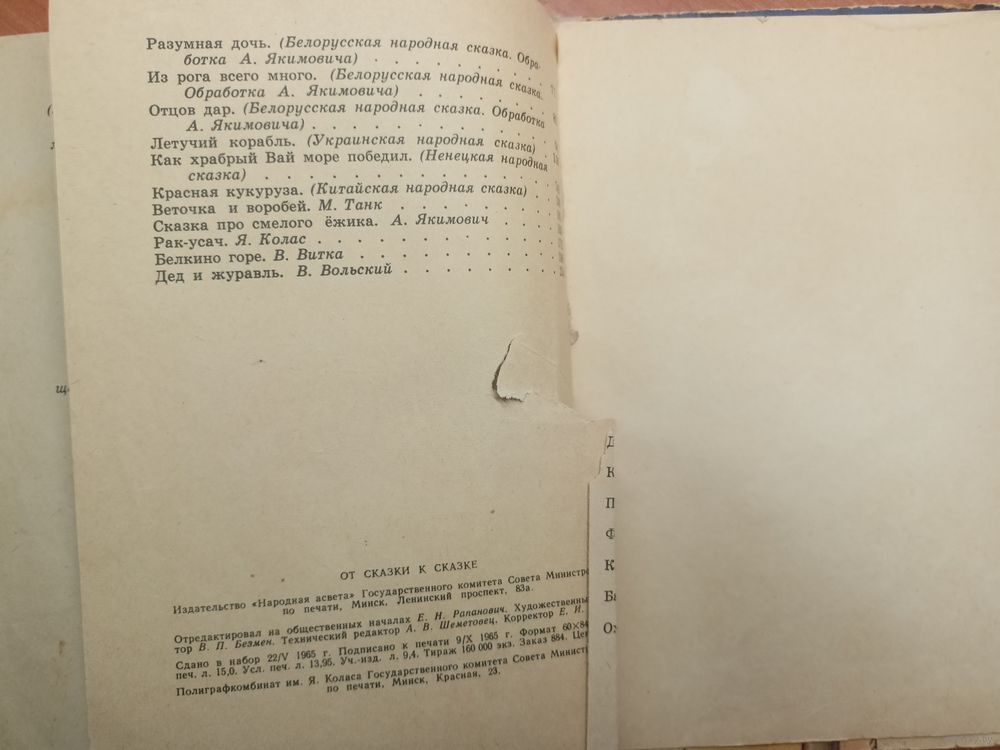 Разумная дочь. (Белорусская народная сказка. Обра-
ботка А. Якимовича) . . . . . . . .
Из рога всего много. (Белорусская народная сказка.
Обработка А. Якимовича) . . . . . .
Отцов дар. (Белорусская народная сказка. Обработка
А. Якимовича) . . . . . . . . . . .
Летучий корабль. (Украинская народная сказка) .
Как храбрый Вай море победил. (Ненецкая народная
сказка) . . . . . . . . . . . . .
Красная кукуруза. (Китайская народная сказка) . .
Веточка и воробей. М. Танк . . . . . . .
Сказка про смелого ёжика. А. Якимович . . .
Рак-усач. Я. Колас . . . . . . . . . . .
Белкино горе. В. Витка . . . . . . . . .
Дед и журавль. В. Вольский . . . . . . .
щ
ОТ СКАЗКИ К СКАЗКЕ
Издательство «Народная асвета» Государственного комитета Совета Министро
по печати, Минск, Ленинский проспект, 83а.
Отредактировал на общественных началах Е. Н. Рапанович. Художественны
тор В. П. Безмен. Технический редактор А. В. Шеметовец. Корректор Е. И.
Сдано в набор 22/V 1965 г. Подписано к печати 9/X 1965 г. Формат 60×84
печ. л. 15,0. Усл. печ. л. 13,95. Уч.-изд. л. 9,4. Тираж 160 000 экз. Заказ 884. Цен
Полиграфкомбинат им. Я. Коласа Государственного комитета Совета Минист
по печати, Минск, Красная, 23.
Д
К
П
Ф
К
Ба
Ох